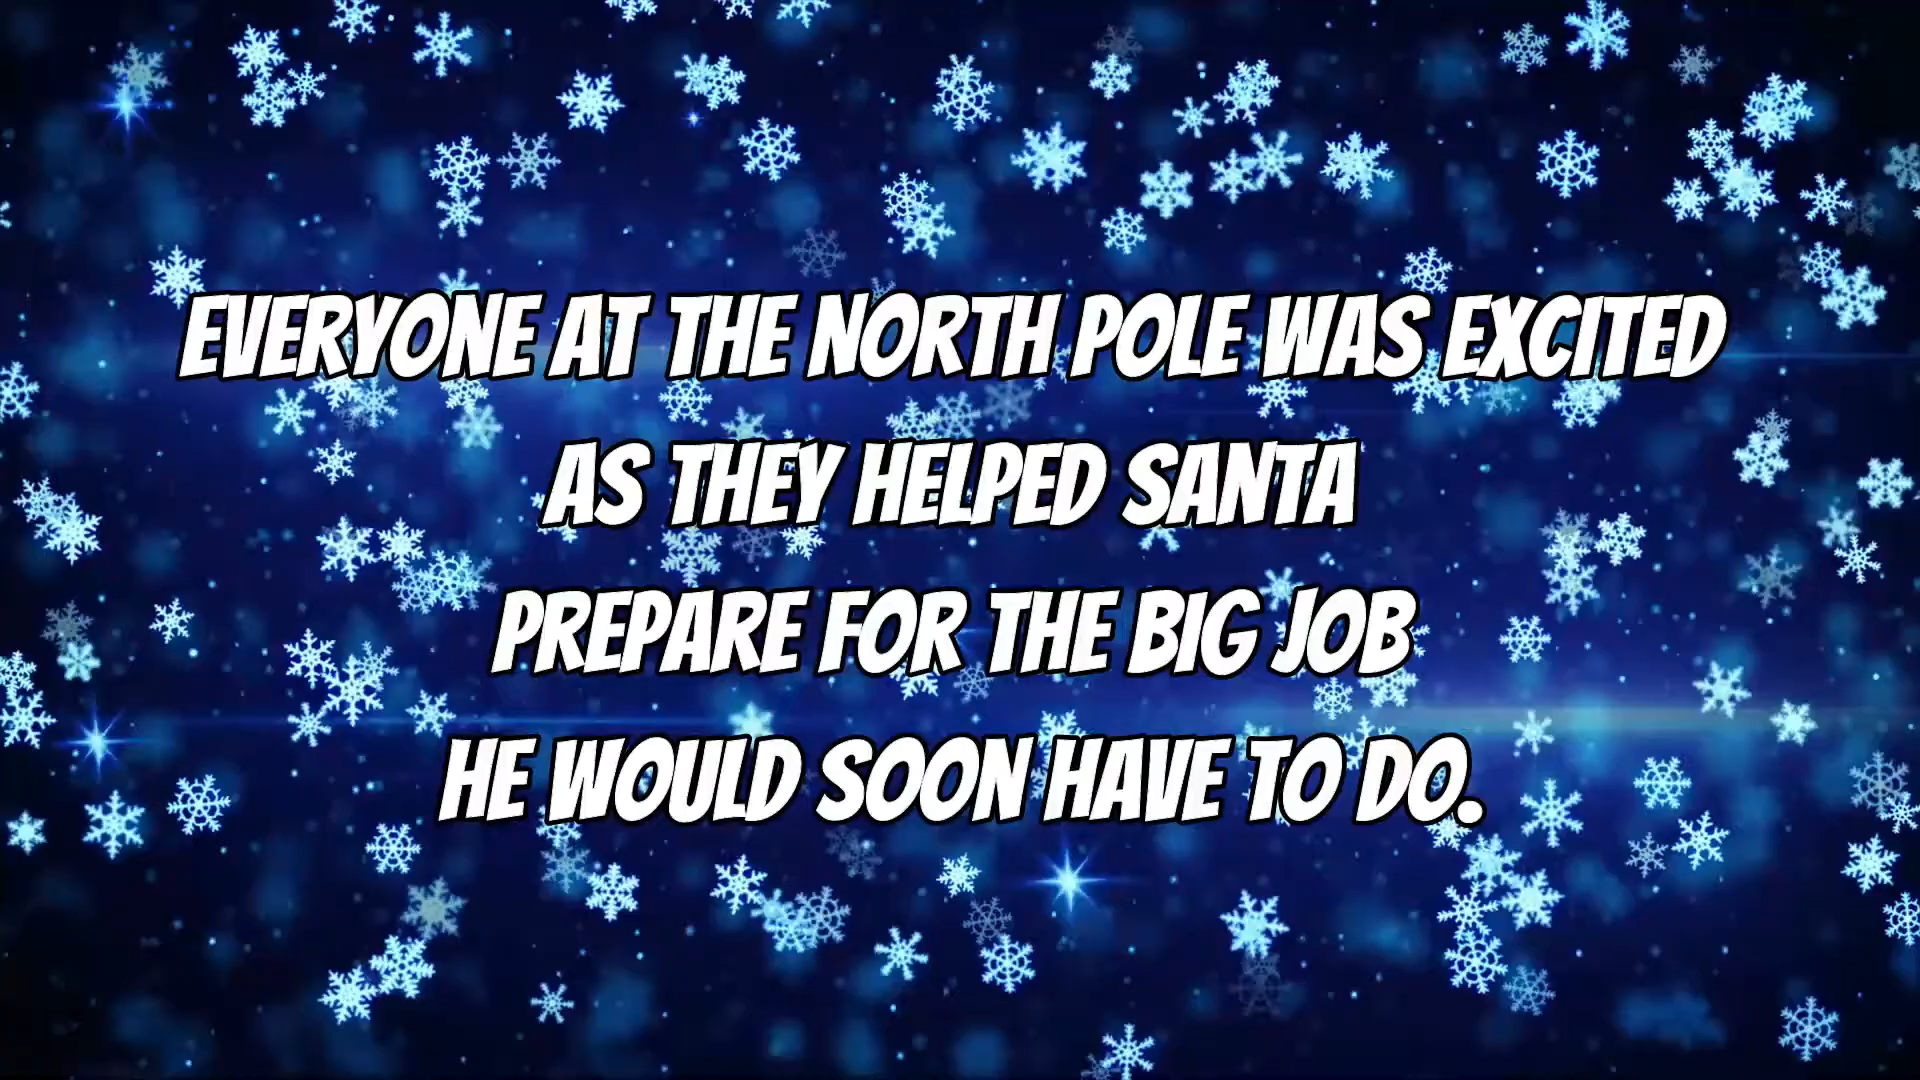 EVERYONE AT THE NORTH POLE WAS EXCITED
AS THEY HELPED SANTA
PREPARE FOR THE BIG JOB
HE WOULD SOON HAVE TO DO.